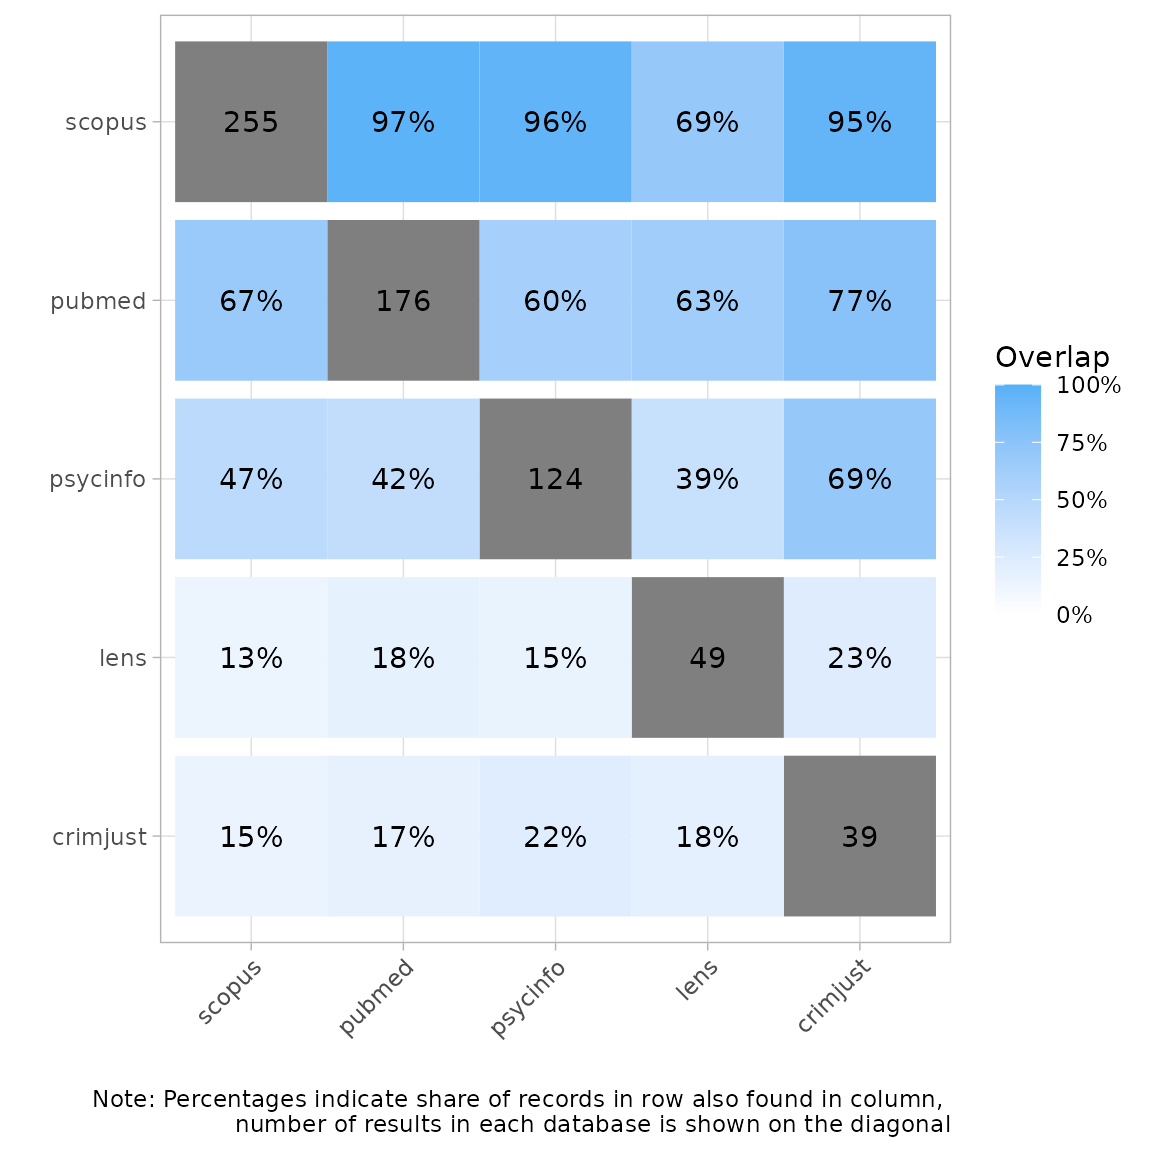 scopus 255 97% 96% 69% 95%
pubmed 67% 176 60% 63% 77%
psycinfo 47% 42% 124 39% 69%
lens 13% 18% 15% 49 23%
crimjust 15% 17% 22% 18% 39
scopus pubmed psycinfo lens crimjust
Overlap
100%
75%
50%
25%
0%
Note: Percentages indicate share of records in row also found in column,
number of results in each database is shown on the diagonal